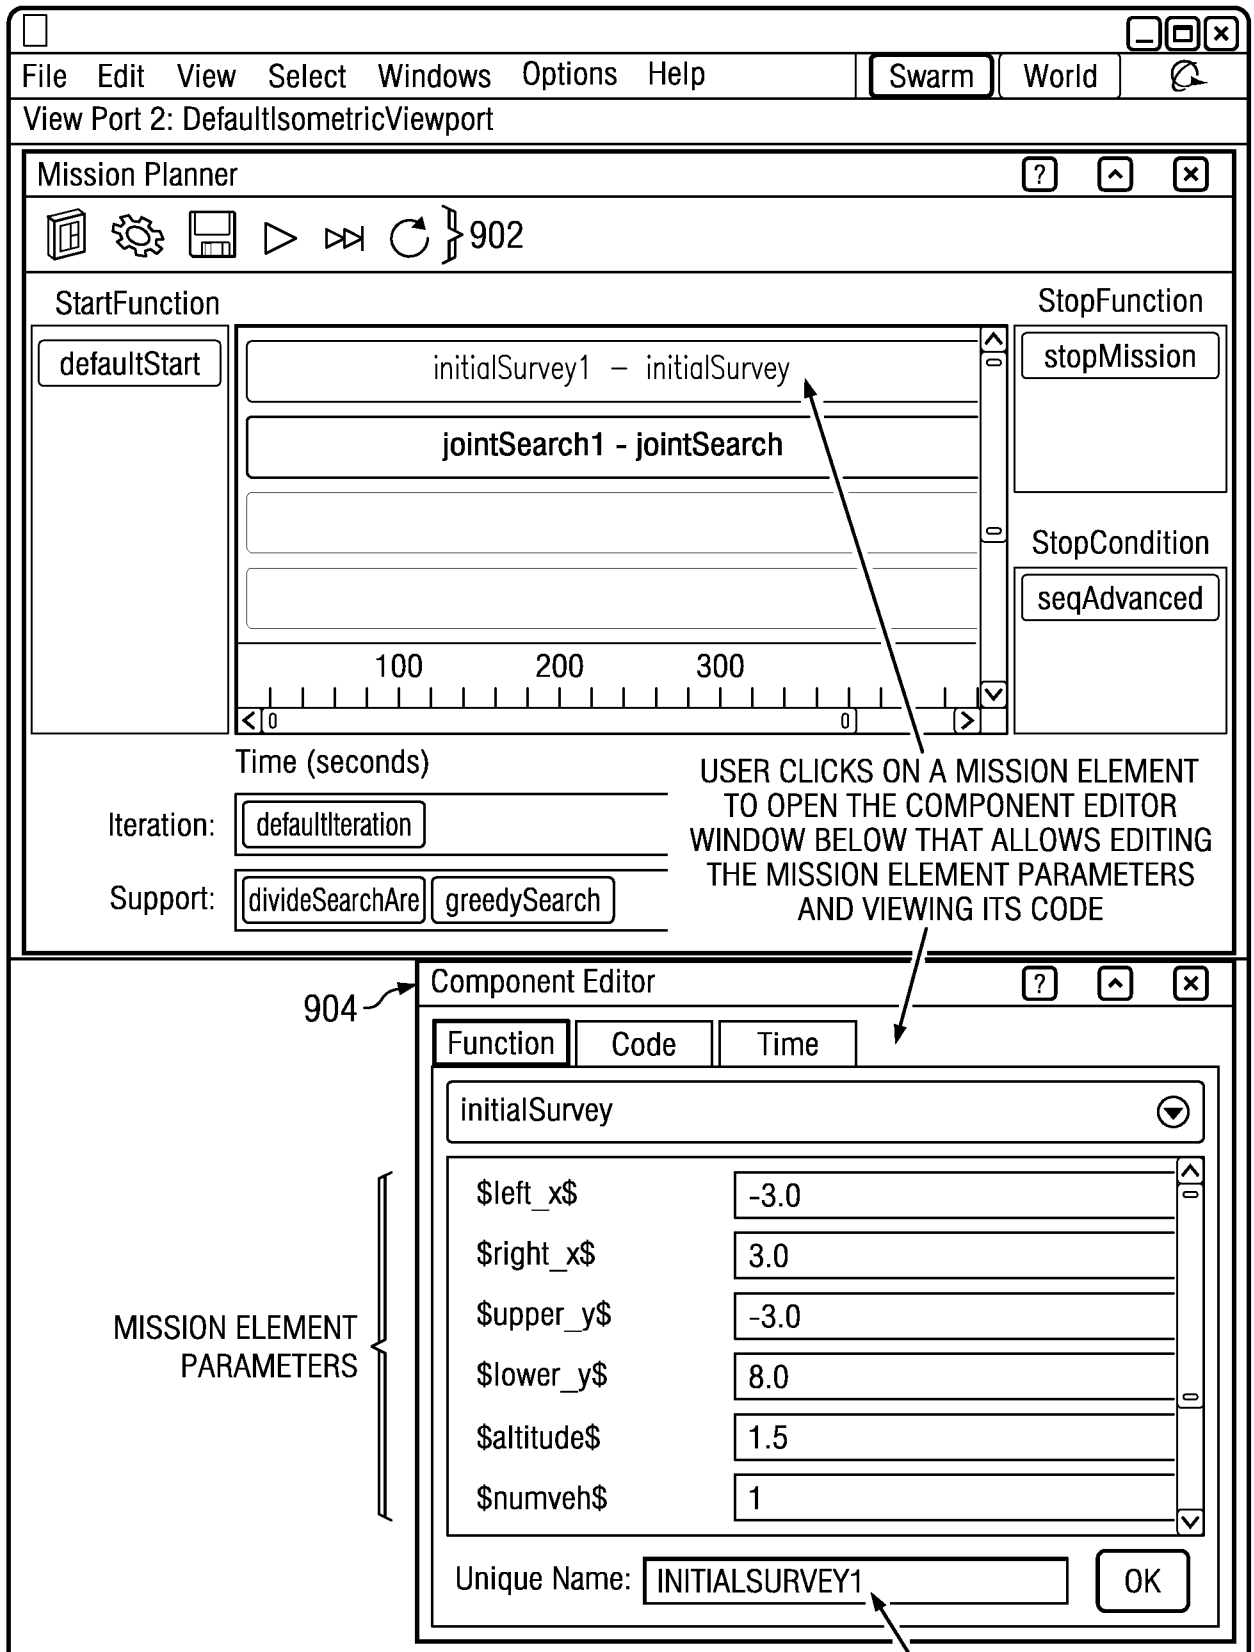 File Edit View Select Windows Options Help Swarm World
View Port 2: DefaultIsometricViewport
Mission Planner ?
902
StartFunction
StopFunction
defaultStart
initialSurvey1 – initialSurvey
stopMission
jointSearch1 - jointSearch
StopCondition
seqAdvanced
100 200 300
Time (seconds)
USER CLICKS ON A MISSION ELEMENT
TO OPEN THE COMPONENT EDITOR
WINDOW BELOW THAT ALLOWS EDITING
THE MISSION ELEMENT PARAMETERS
AND VIEWING ITS CODE
Iteration: defaultIteration
Support: divideSearchAre greedySearch
904
Component Editor ?
Function Code Time
initialSurvey
MISSION ELEMENT
PARAMETERS
$left_x$ -3.0
$right_x$ 3.0
$upper_y$ -3.0
$lower_y$ 8.0
$altitude$ 1.5
$numveh$ 1
Unique Name: INITIALSURVEY1 OK